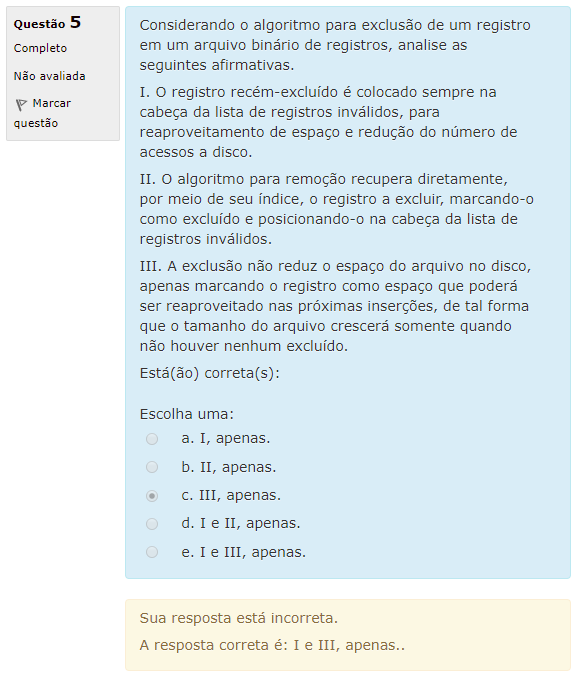 Questão 5
Completo
Não avaliada
Marcar
questão
Considerando o algoritmo para exclusão de um registro
em um arquivo binário de registros, analise as
seguintes afirmativas.
I. O registro recém-excluído é colocado sempre na
cabeça da lista de registros inválidos, para
reaproveitamento de espaço e redução do número de
acessos a disco.
II. O algoritmo para remoção recupera diretamente,
por meio de seu índice, o registro a excluir, marcando-o
como excluído e posicionando-o na cabeça da lista de
registros inválidos.
III. A exclusão não reduz o espaço do arquivo no disco,
apenas marcando o registro como espaço que poderá
ser reaproveitado nas próximas inserções, de tal forma
que o tamanho do arquivo crescerá somente quando
não houver nenhum excluído.
Está(ão) correta(s):
Escolha uma:
a. I, apenas.
b. II, apenas.
c. III, apenas.
d. I e II, apenas.
e. I e III, apenas.
Sua resposta está incorreta.
A resposta correta é: I e III, apenas..